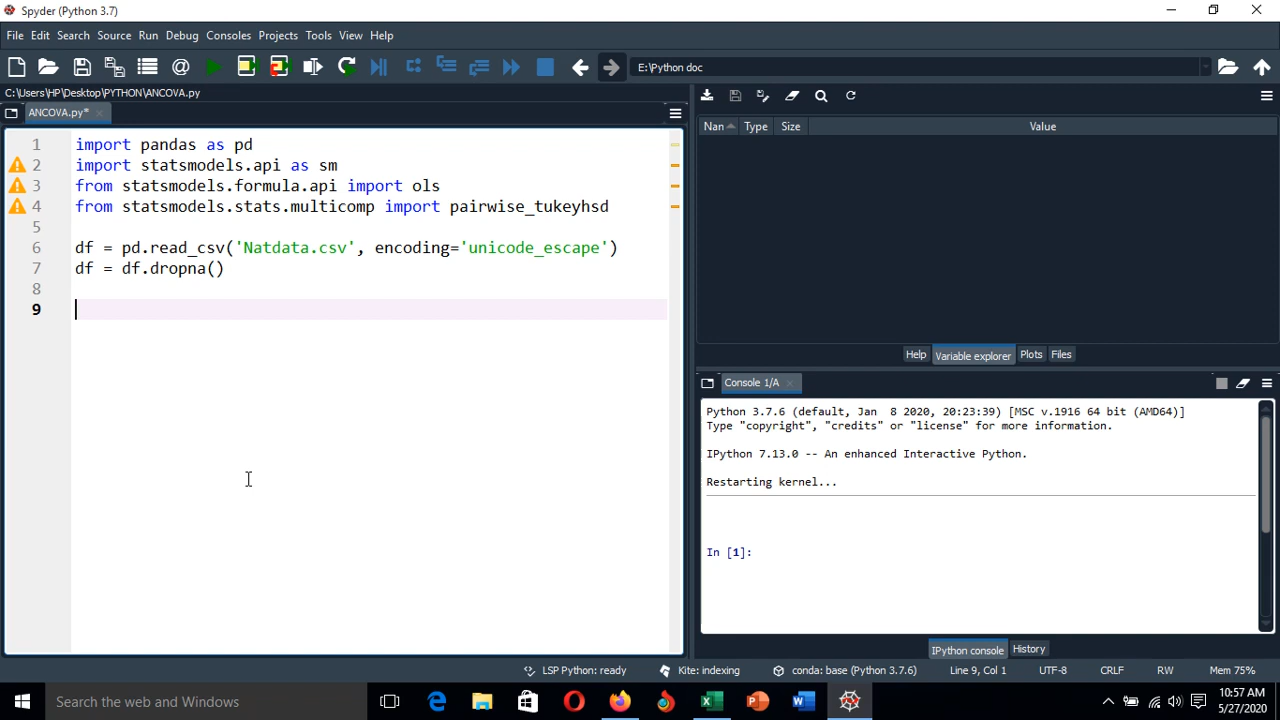 Spyder (Python 3.7)
File Edit Search Source Run Debug Consoles Projects Tools View Help
E:\Python doc
C:\Users\HP\Desktop\PYTHON\ANCOVA.py
ANCOVA.py*
1 import pandas as pd
2 import statsmodels.api as sm
3 from statsmodels.formula.api import ols
4 from statsmodels.stats.multicomp import pairwise_tukeyhsd
5
6 df = pd.read_csv('Natdata.csv', encoding='unicode_escape')
7 df = df.dropna()
8
9
Nan Type Size Value
Help Variable explorer Plots Files
Console 1/A
Python 3.7.6 (default, Jan 8 2020, 20:23:39) [MSC v.1916 64 bit (AMD64)]
Type "copyright", "credits" or "license" for more information.
IPython 7.13.0 -- An enhanced Interactive Python.
Restarting kernel...
In [1]:
IPython console History
LSP Python: ready Kite: indexing conda: base (Python 3.7.6) Line 9, Col 1 UTF-8 CRLF RW Mem 75%
Search the web and Windows
10:57 AM
5/27/2020